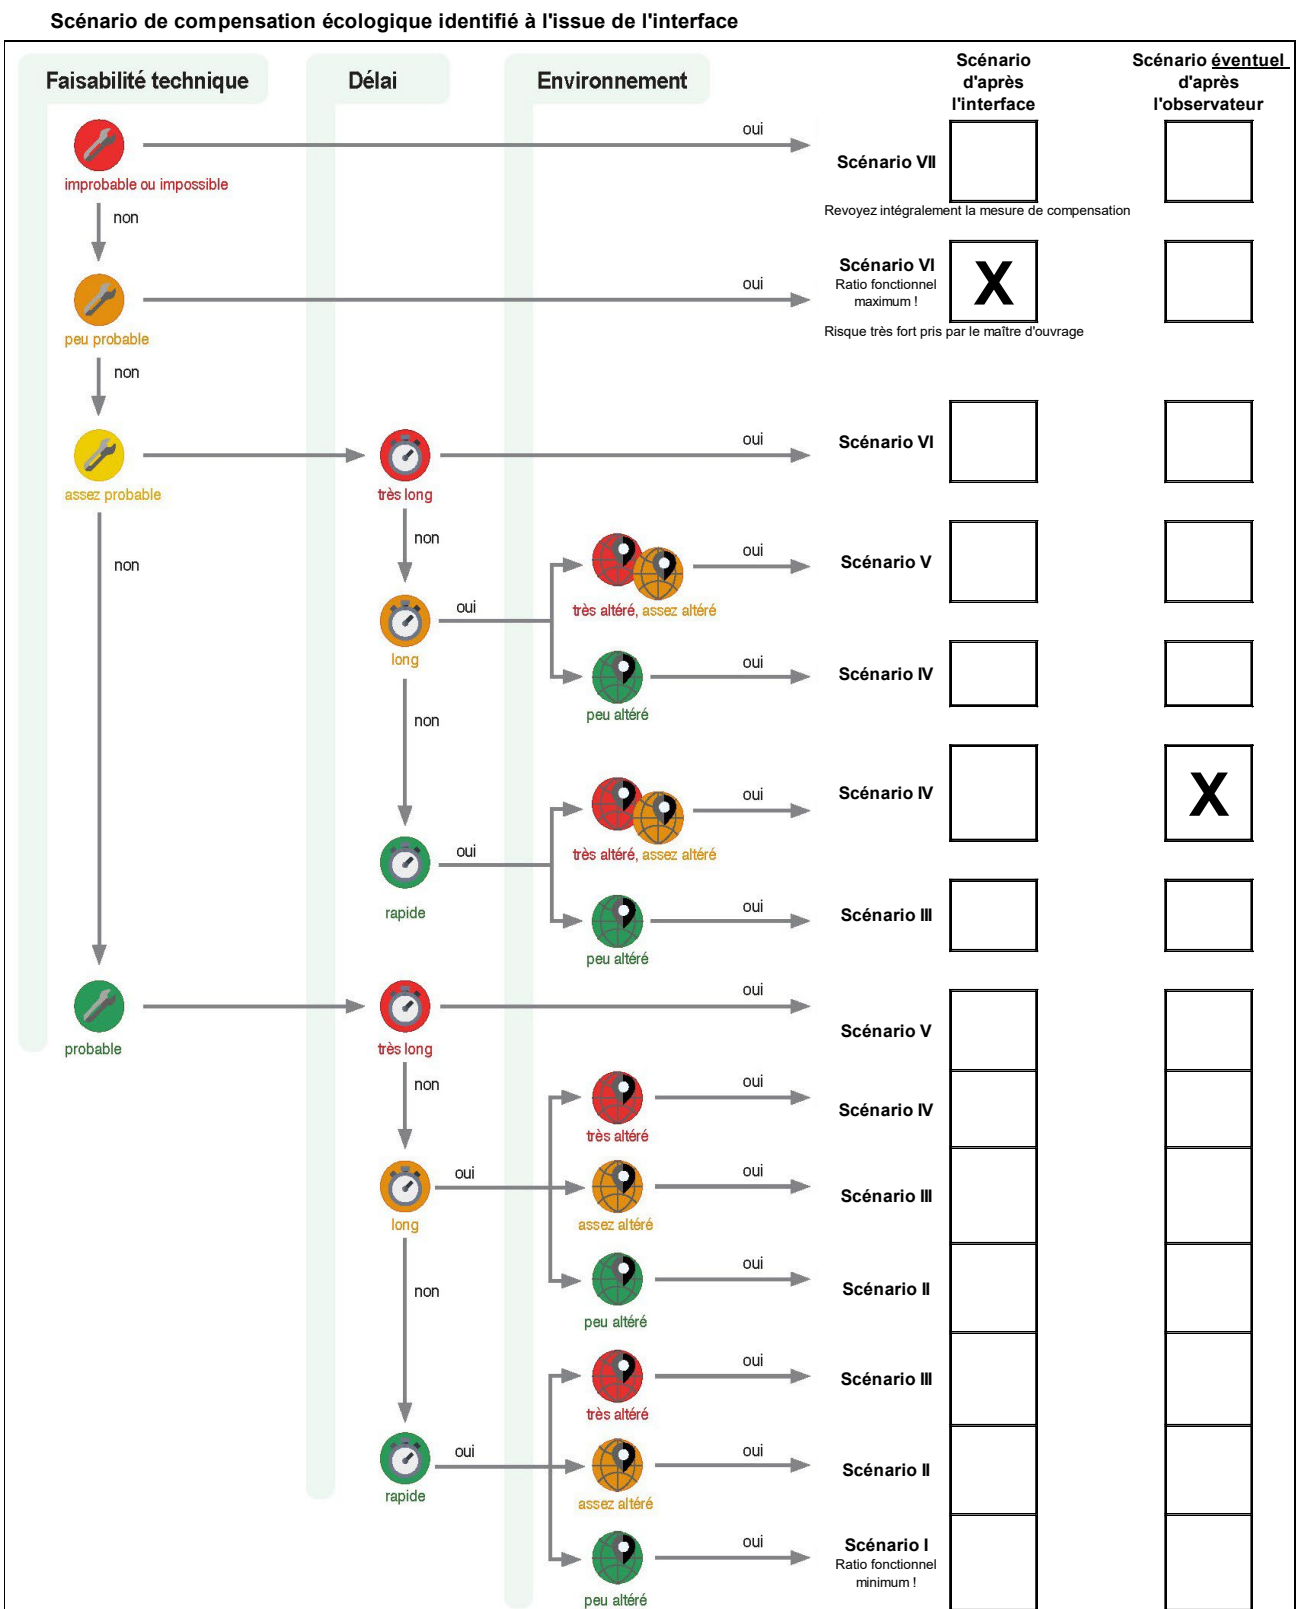 Scénario de compensation écologique identifié à l'issue de l'interface
Faisabilité technique
Délai
Environnement
Scénario
d'après
l'interface
Scénario éventuel
d'après
l'observateur
oui
improbable ou impossible
Scénario VII
Revoyez intégralement la mesure de compensation
non
oui
peu probable
Scénario VI
Ratio fonctionnel
maximum !
X
Risque très fort pris par le maître d'ouvrage
non
assez probable
très long
oui
Scénario VI
non
non
oui
long
très altéré, assez altéré
oui
Scénario V
peu altéré
oui
Scénario IV
non
oui
rapide
très altéré, assez altéré
oui
Scénario IV
X
peu altéré
oui
Scénario III
probable
très long
oui
Scénario V
non
très altéré
oui
Scénario IV
oui
long
assez altéré
oui
Scénario III
peu altéré
oui
Scénario II
non
très altéré
oui
Scénario III
oui
rapide
assez altéré
oui
Scénario II
peu altéré
oui
Scénario I
Ratio fonctionnel
minimum !